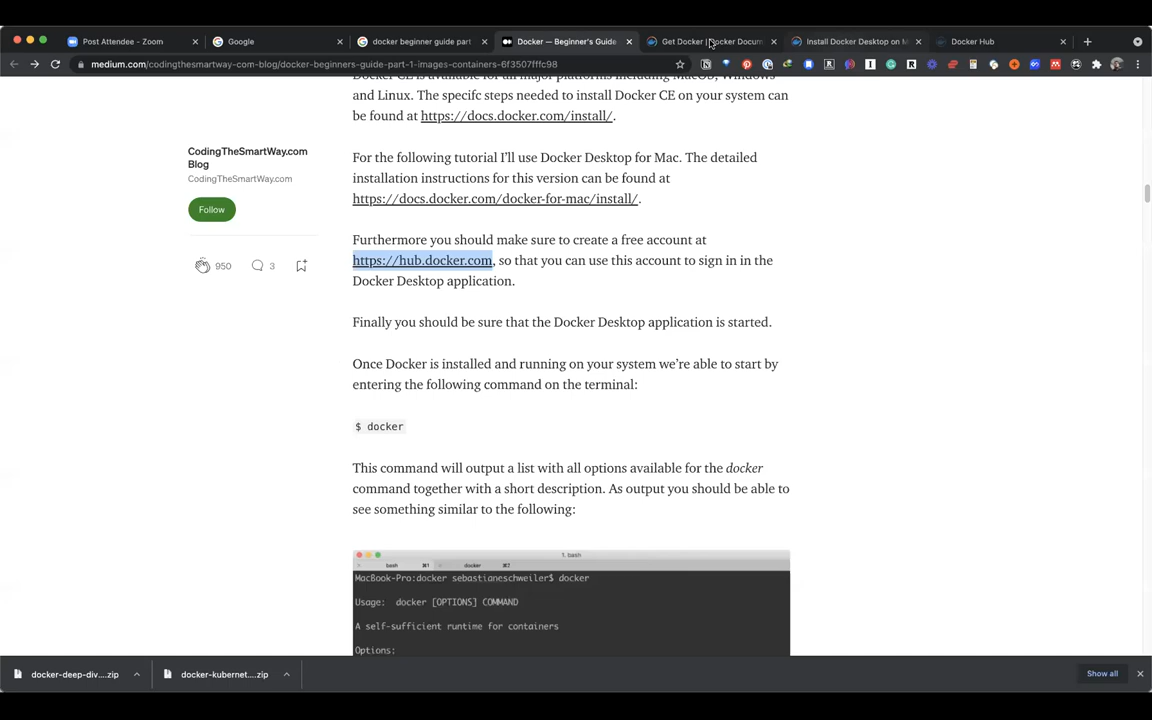 Post Attendee - Zoom
Google
docker beginner guide part
Docker — Beginner's Guide
Get Docker | Docker Docum
Install Docker Desktop on M
Docker Hub
medium.com/codingthesmartway-com-blog/docker-beginners-guide-part-1-images-containers-6f3507fffc98
Docker CE is available for all major platforms including MacOS, Windows
and Linux. The specifc steps needed to install Docker CE on your system can
be found at https://docs.docker.com/install/.
CodingTheSmartWay.com
Blog
CodingTheSmartWay.com
Follow
950
3
For the following tutorial I'll use Docker Desktop for Mac. The detailed
installation instructions for this version can be found at
https://docs.docker.com/docker-for-mac/install/.
Furthermore you should make sure to create a free account at
https://hub.docker.com, so that you can use this account to sign in in the
Docker Desktop application.
Finally you should be sure that the Docker Desktop application is started.
Once Docker is installed and running on your system we're able to start by
entering the following command on the terminal:
$ docker
This command will output a list with all options available for the docker
command together with a short description. As output you should be able to
see something similar to the following:
1. bash
bash ⌘1 docker ⌘2
MacBook-Pro:docker sebastianeschweiler$ docker
Usage: docker [OPTIONS] COMMAND
A self-sufficient runtime for containers
Options:
docker-deep-div....zip
docker-kubernet....zip
Show all